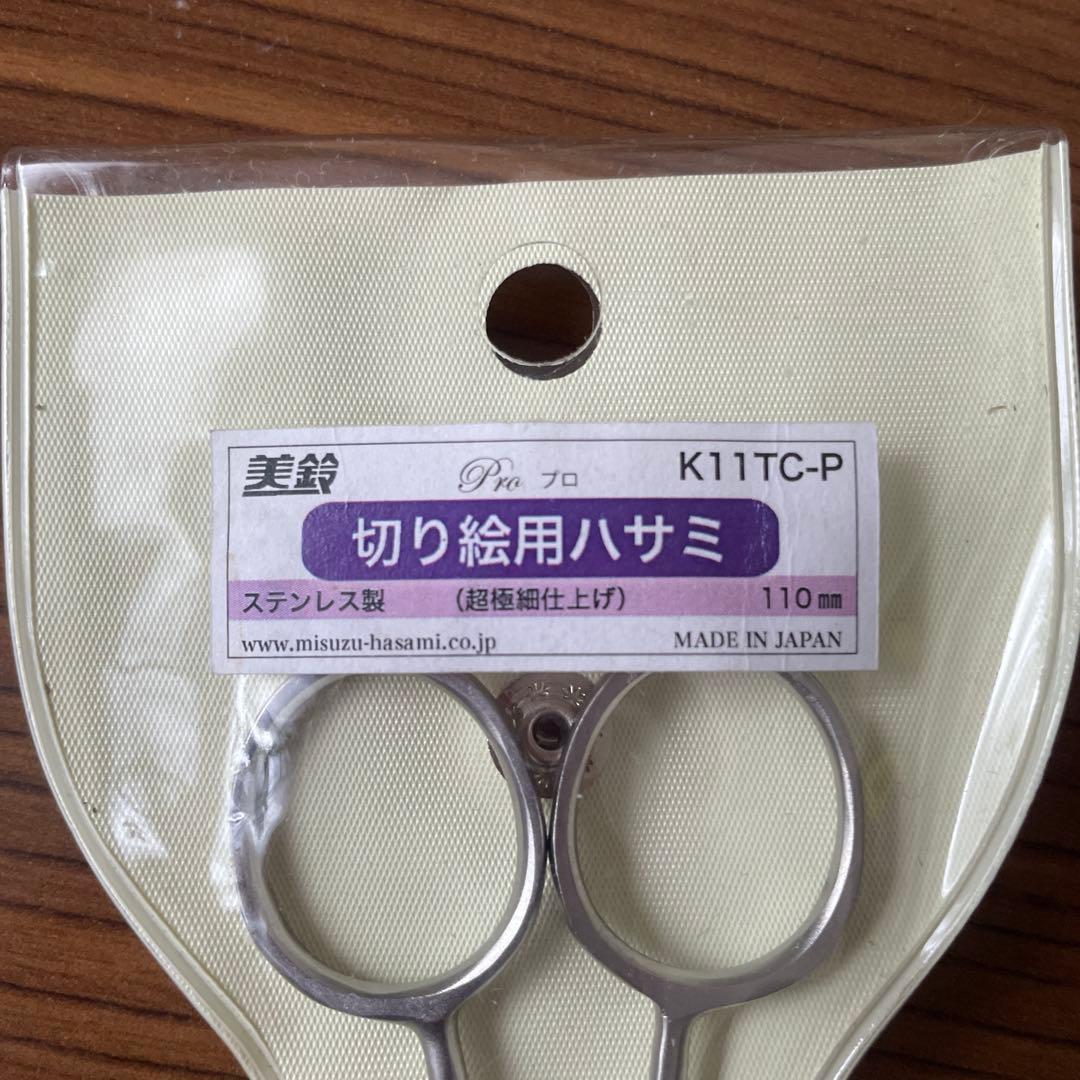 美鈴 Pro プロ K11TC-P
切り絵用ハサミ
ステンレス製 (超極細仕上げ) 110㎜
www.misuzu-hasami.co.jp MADE IN JAPAN